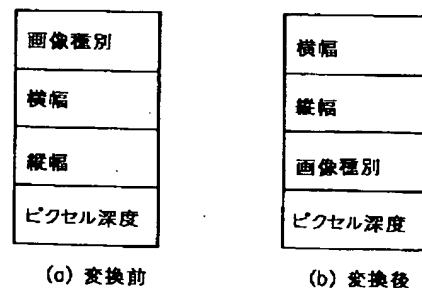 画像種別
横幅
縦幅
ピクセル深度
(a) 変換前
横幅
縦幅
画像種別
ピクセル深度
(b) 変換後